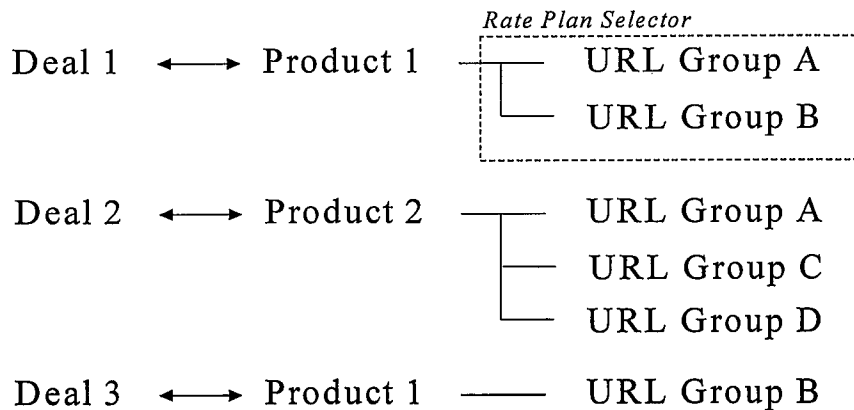 Rate Plan Selector
Deal 1 Product 1 URL Group A
URL Group B
Deal 2 Product 2 URL Group A
URL Group C
URL Group D
Deal 3 Product 1 URL Group B